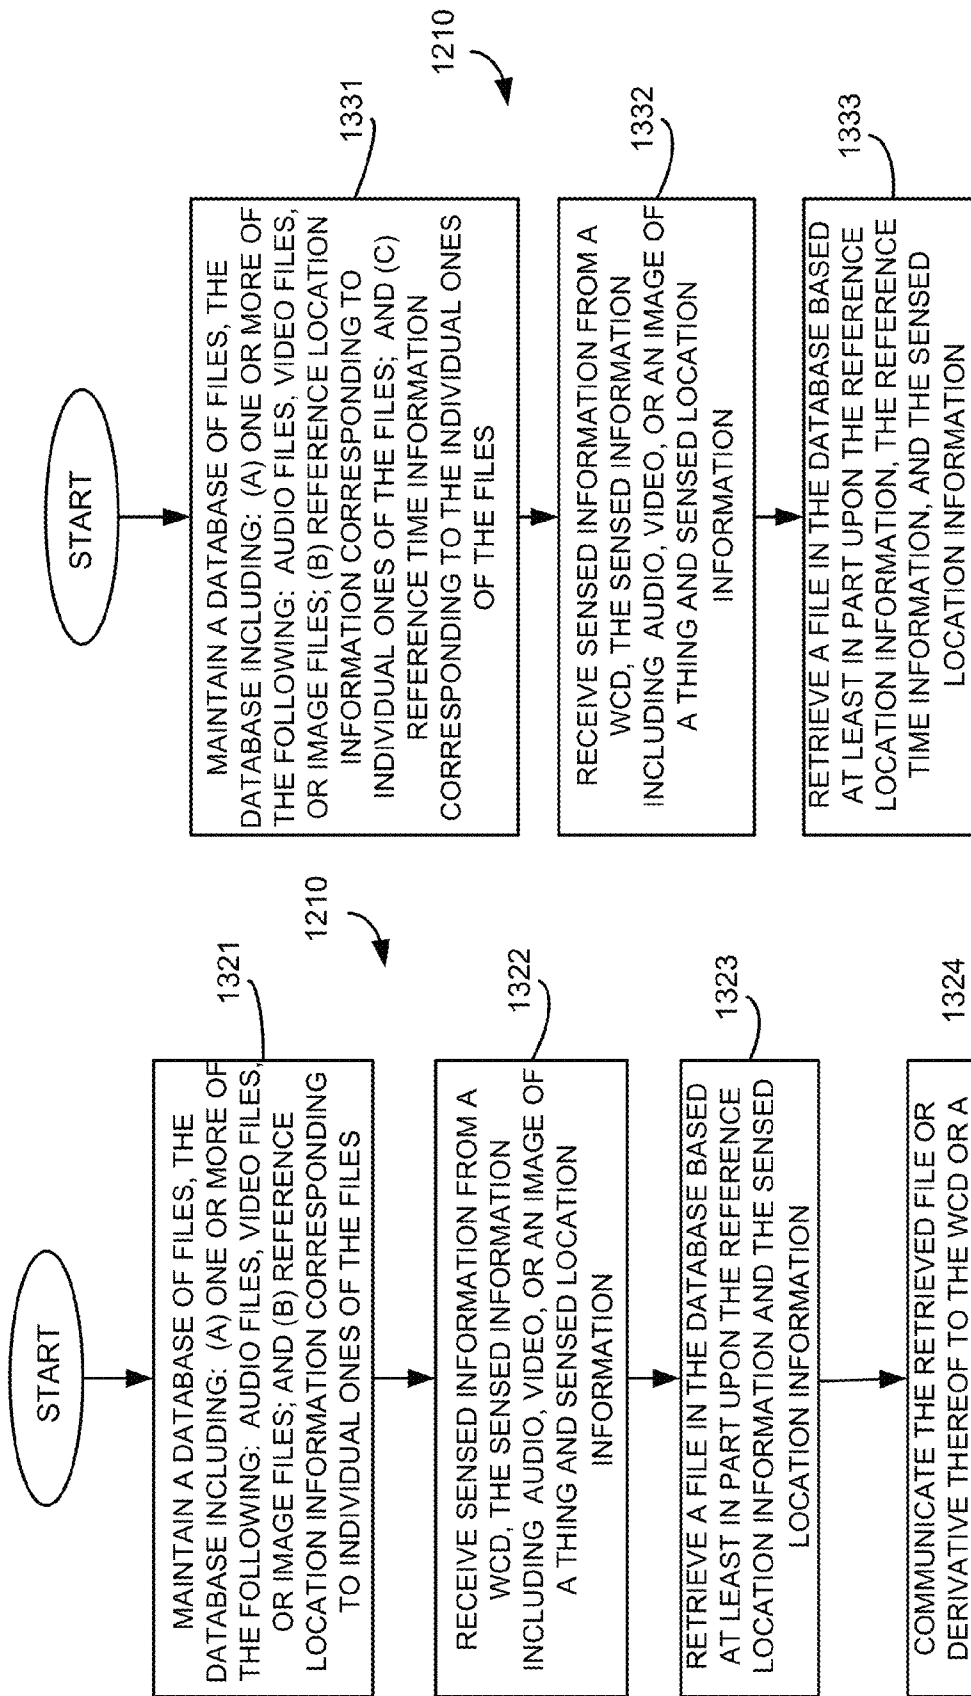 START
1210
MAINTAIN A DATABASE OF FILES, THE
DATABASE INCLUDING: (A) ONE OR MORE OF
THE FOLLOWING: AUDIO FILES, VIDEO FILES,
OR IMAGE FILES; AND (B) REFERENCE
LOCATION INFORMATION CORRESPONDING
TO INDIVIDUAL ONES OF THE FILES
1321
RECEIVE SENSED INFORMATION FROM A
WCD, THE SENSED INFORMATION
INCLUDING AUDIO, VIDEO, OR AN IMAGE OF
A THING AND SENSED LOCATION
INFORMATION
1322
RETRIEVE A FILE IN THE DATABASE BASED
AT LEAST IN PART UPON THE REFERENCE
LOCATION INFORMATION AND THE SENSED
LOCATION INFORMATION
1323
COMMUNICATE THE RETRIEVED FILE OR
DERIVATIVE THEREOF TO THE WCD OR A
1324
START
1210
MAINTAIN A DATABASE OF FILES, THE
DATABASE INCLUDING: (A) ONE OR MORE OF
THE FOLLOWING: AUDIO FILES, VIDEO FILES,
OR IMAGE FILES; (B) REFERENCE LOCATION
INFORMATION CORRESPONDING TO
INDIVIDUAL ONES OF THE FILES; AND (C)
REFERENCE TIME INFORMATION
CORRESPONDING TO THE INDIVIDUAL ONES
OF THE FILES
1331
RECEIVE SENSED INFORMATION FROM A
WCD, THE SENSED INFORMATION
INCLUDING AUDIO, VIDEO, OR AN IMAGE OF
A THING AND SENSED LOCATION
INFORMATION
1332
RETRIEVE A FILE IN THE DATABASE BASED
AT LEAST IN PART UPON THE REFERENCE
LOCATION INFORMATION, THE REFERENCE
TIME INFORMATION, AND THE SENSED
LOCATION INFORMATION
1333